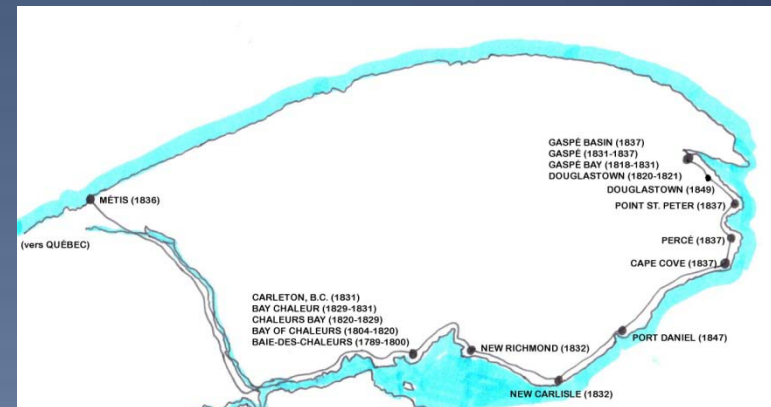 GASPÉ BASIN (1837)
GASPÉ (1831-1837)
GASPÉ BAY (1818-1831)
DOUGLASTOWN (1820-1821)
DOUGLASTOWN (1849)
MÉTIS (1836)
POINT ST. PETER (1837)
(vers QUÉBEC)
PERCÉ (1837)
CAPE COVE (1837)
CARLETON, B.C. (1831)
BAY CHALEUR (1829-1831)
CHALEURS BAY (1820-1829)
BAY OF CHALEURS (1804-1820)
BAIE-DES-CHALEURS (1789-1800)
PORT DANIEL (1847)
NEW RICHMOND (1832)
NEW CARLISLE (1832)